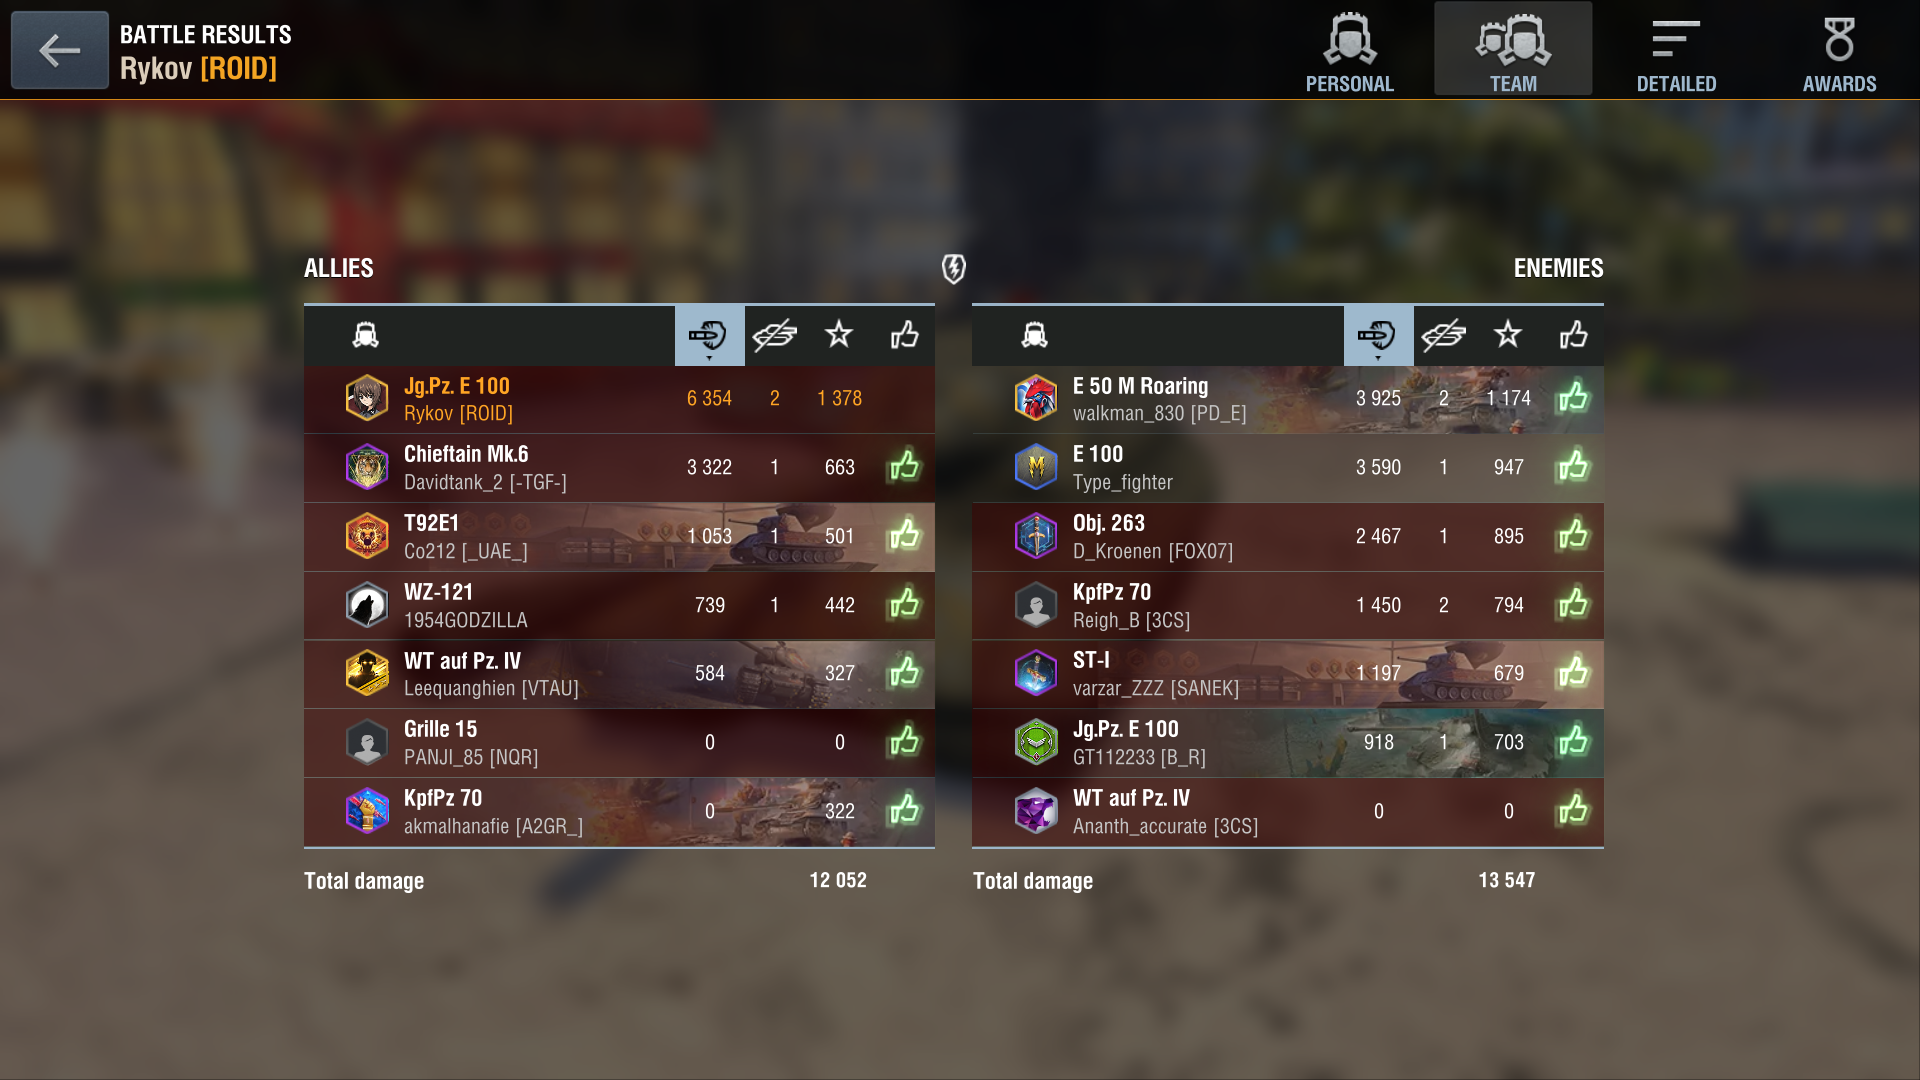 BATTLE RESULTS
Rykov [ROID]
PERSONAL
TEAM
DETAILED
AWARDS
ALLIES
Jg.Pz. E 100
Rykov [ROID]
6 354 2 1 378
Chieftain Mk.6
Davidtank_2 [-TGF-]
3 322 1 663
T92E1
Co212 [_UAE_]
1 053 1 501
WZ-121
1954GODZILLA
739 1 442
WT auf Pz. IV
Leequanghien [VTAU]
584 327
Grille 15
PANJI_85 [NQR]
0 0
KpfPz 70
akmalhanafie [A2GR_]
0 322
Total damage 12 052
ENEMIES
E 50 M Roaring
walkman_830 [PD_E]
3 925 2 1 174
E 100
Type_fighter
3 590 1 947
Obj. 263
D_Kroenen [FOX07]
2 467 1 895
KpfPz 70
Reigh_B [3CS]
1 450 2 794
ST-I
varzar_ZZZ [SANEK]
1 197 679
Jg.Pz. E 100
GT112233 [B_R]
918 1 703
WT auf Pz. IV
Ananth_accurate [3CS]
0 0
Total damage 13 547